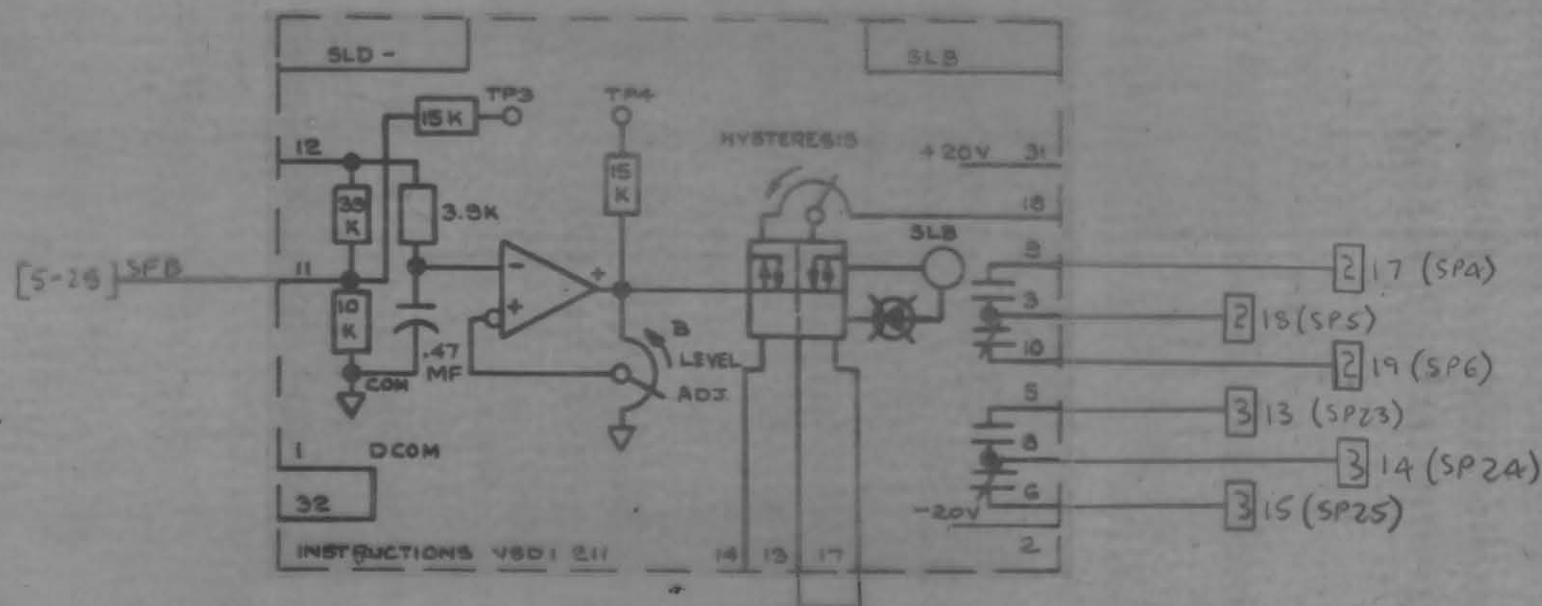 SLD -
SLB
TP3
TP4
15K
HYSTERESIS
+20V 31
12
15
K
18
39
K
3.9K
SLB
9
[5-25] SFB
11
2 17 (SP4)
3
2 18 (SP5)
10
K
B
LEVEL
ADJ.
10
2 19 (SP6)
.47
MF
COM
5
3 13 (SP23)
1 DCOM
8
3 14 (SP24)
32
6
3 15 (SP25)
-20V
INSTRUCTIONS VSD1 211
14 13 17
2